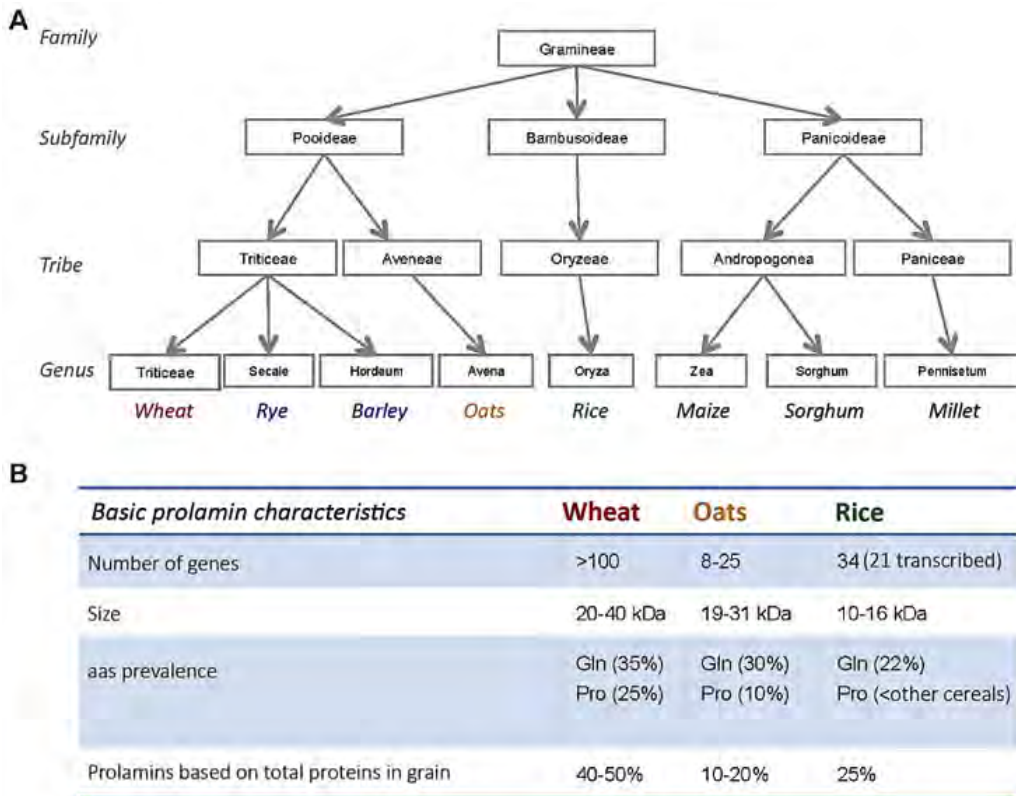 A
Family
Gramineae
Subfamily
Pooideae Bambusoideae Panicoideae
Tribe
Triticeae Aveneae Oryzeae Andropogonea Paniceae
Genus
Triticeae Secale Hordeum Avena Oryza Zea Sorghum Pennisetum
Wheat Rye Barley Oats Rice Maize Sorghum Millet
B
Basic prolamin characteristics Wheat Oats Rice
Number of genes >100 8-25 34 (21 transcribed)
Size 20-40 kDa 19-31 kDa 10-16 kDa
aas prevalence Gln (35%) Gln (30%) Gln (22%)
Pro (25%) Pro (10%) Pro (<other cereals)
Prolamins based on total proteins in grain 40-50% 10-20% 25%